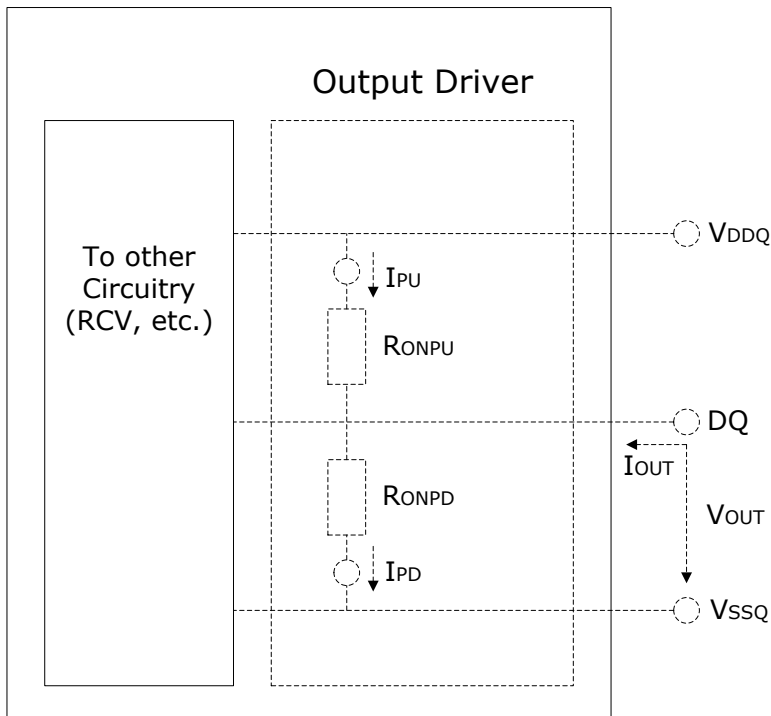 Output Driver
To other
Circuitry
(RCV, etc.)
VDDQ
IPU
RONPU
DQ
IOUT
RONPD
VOUT
IPD
VSSQ